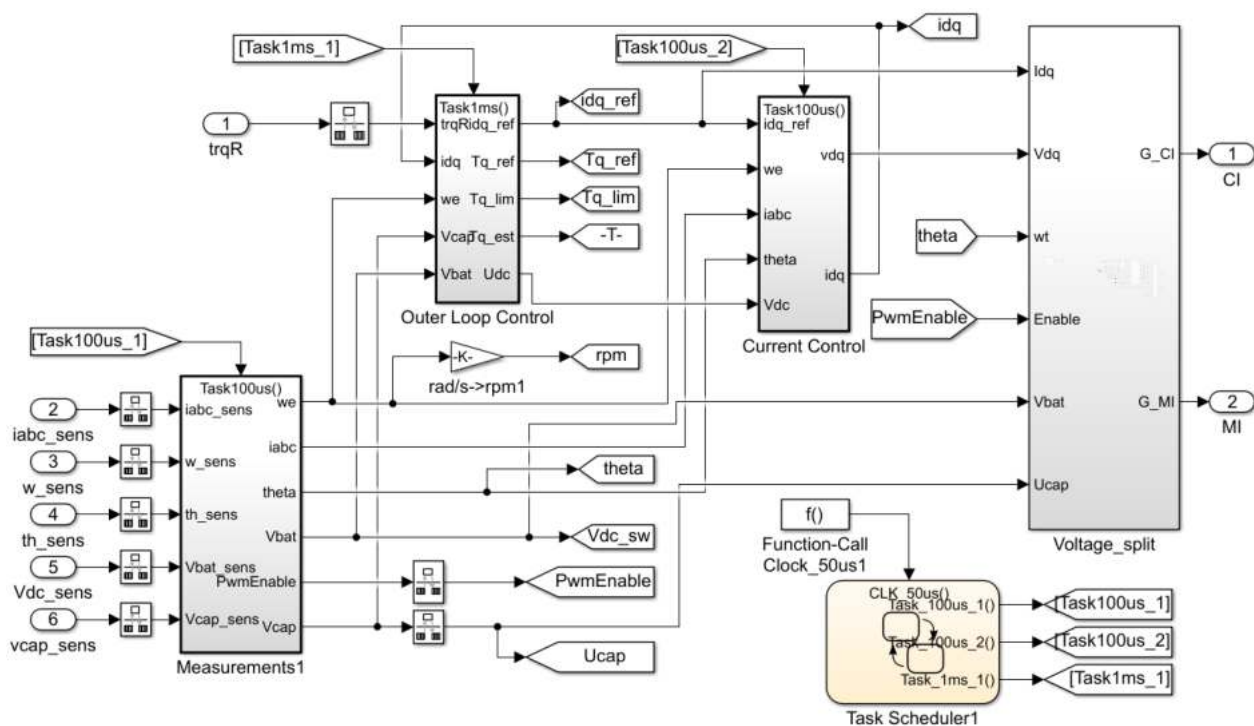 idq
[Task1ms_1]
[Task100us_2]
1
trqR
Task1ms()
trqR
idq_ref
idq
Tq_ref
we
Tq_lim
Vcap
Tq_est
Vbat
Udc
Outer Loop Control
idq_ref
Tq_ref
Tq_lim
-T-
Task100us()
idq_ref
vdq
we
iabc
theta
idq
Vdc
Current Control
Idq
Vdq
G_CI
wt
Enable
Vbat
G_MI
Ucap
Voltage_split
1
CI
2
MI
theta
PwmEnable
[Task100us_1]
-K-
rad/s->rpm1
rpm
Task100us()
iabc_sens
we
w_sens
iabc
th_sens
theta
Vbat_sens
Vbat
PwmEnable
Vcap_sens
Vcap
Measurements1
2
iabc_sens
3
w_sens
4
th_sens
5
Vdc_sens
6
vcap_sens
theta
Vdc_sw
PwmEnable
Ucap
f()
Function-Call
Clock_50us1
CLK_50us()
Task_100us_1()
Task_100us_2()
Task_1ms_1()
Task Scheduler1
[Task100us_1]
[Task100us_2]
[Task1ms_1]